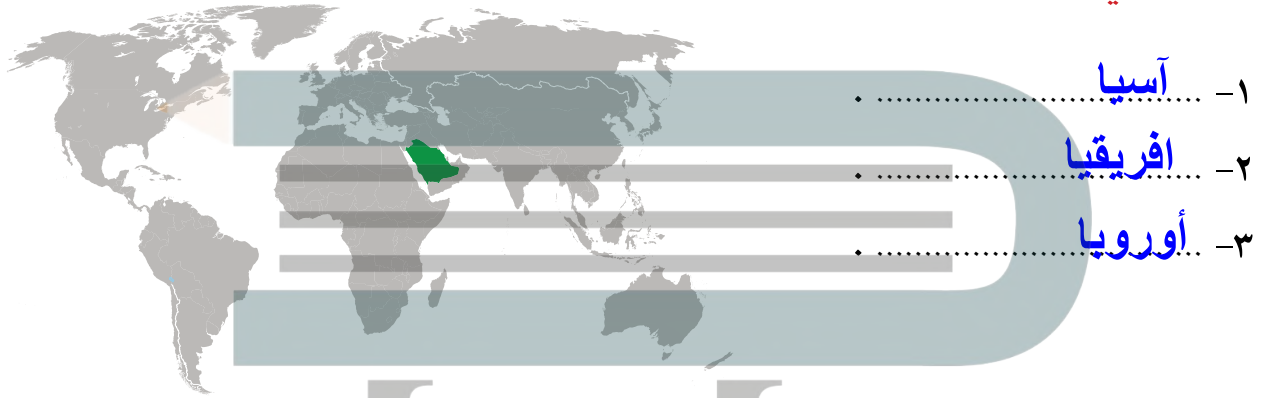 ١- آسيا .
٢- افريقيا .
٣- أوروبا .